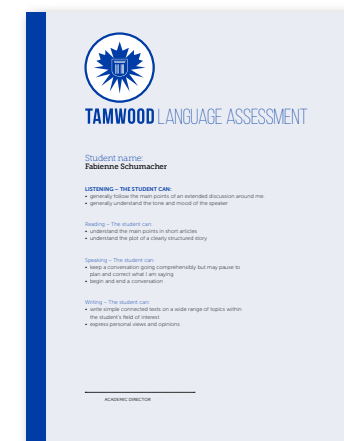 TAMWOOD LANGUAGE ASSESSMENT
Student name:
Fabienne Schumacher
LISTENING – THE STUDENT CAN:
• generally follow the main points of an extended discussion around me
• generally understand the tone and mood of the speaker
Reading – The student can:
• understand the main points in short articles
• understand the plot of a clearly structured story
Speaking – The student can:
• keep a conversation going comprehensibly but may pause to
plan and correct what I am saying
• begin and end a conversation
Writing – The student can:
• write simple connected texts on a wide range of topics within
the student's field of interest
• express personal views and opinions
ACADEMIC DIRECTOR